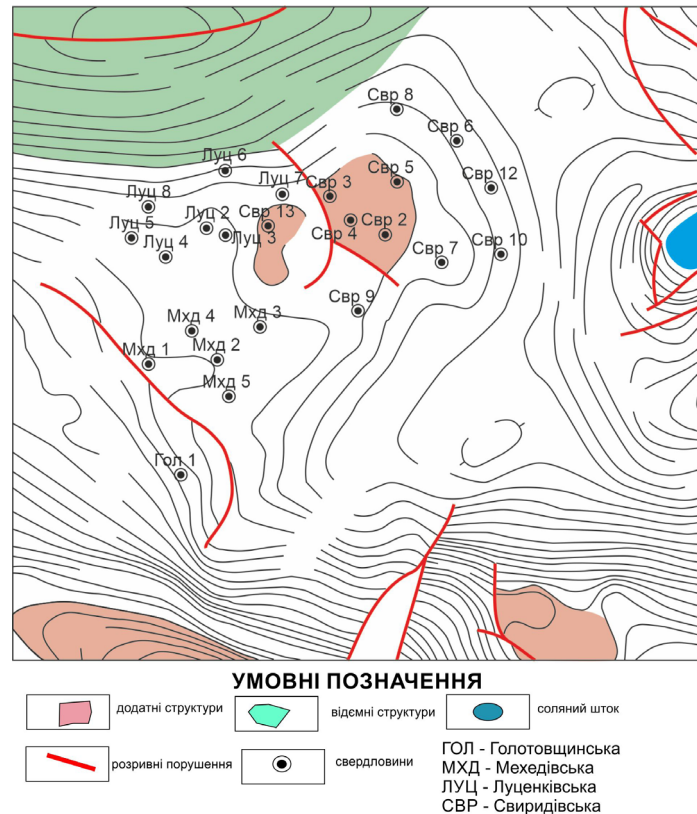 Свр 8
Свр 6
Луц 6
Свр 5
Свр 12
Луц 7
Свр 3
Луц 8
Луц 2
Свр 13
Луц 5
Луц 3
Свр 4
Свр 2
Луц 4
Свр 7
Свр 10
Свр 9
Мхд 3
Мхд 4
Мхд 1
Мхд 2
Мхд 5
Гол 1
УМОВНІ ПОЗНАЧЕННЯ
додатні структури
відємні структури
соляний шток
розривні порушення
свердловини
ГОЛ - Голотовщинська
МХД - Мехедівська
ЛУЦ - Луценківська
СВР - Свиридівська